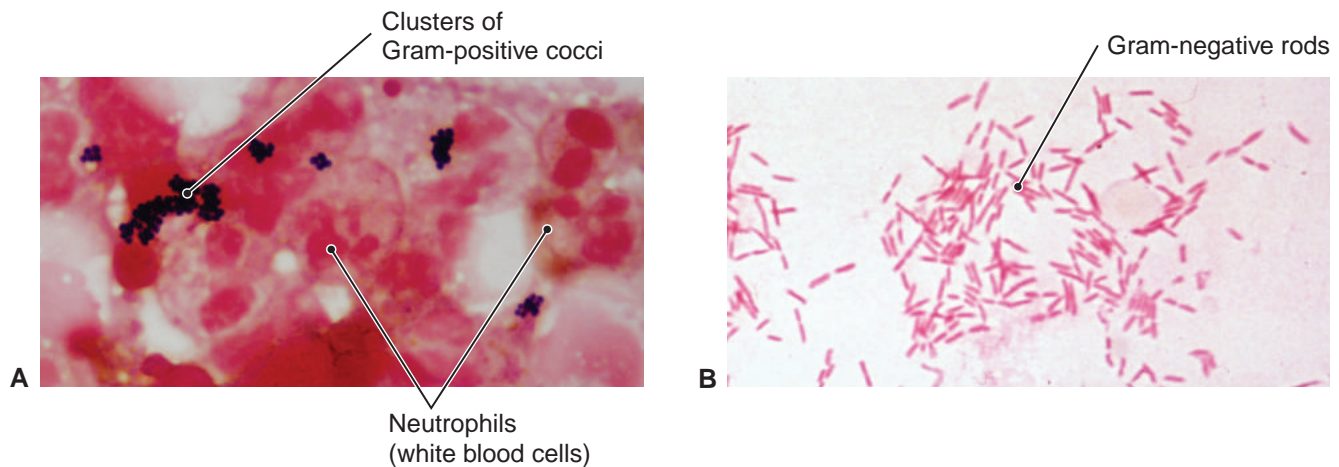 Clusters of
Gram-positive cocci
A
Neutrophils
(white blood cells)
Gram-negative rods
B